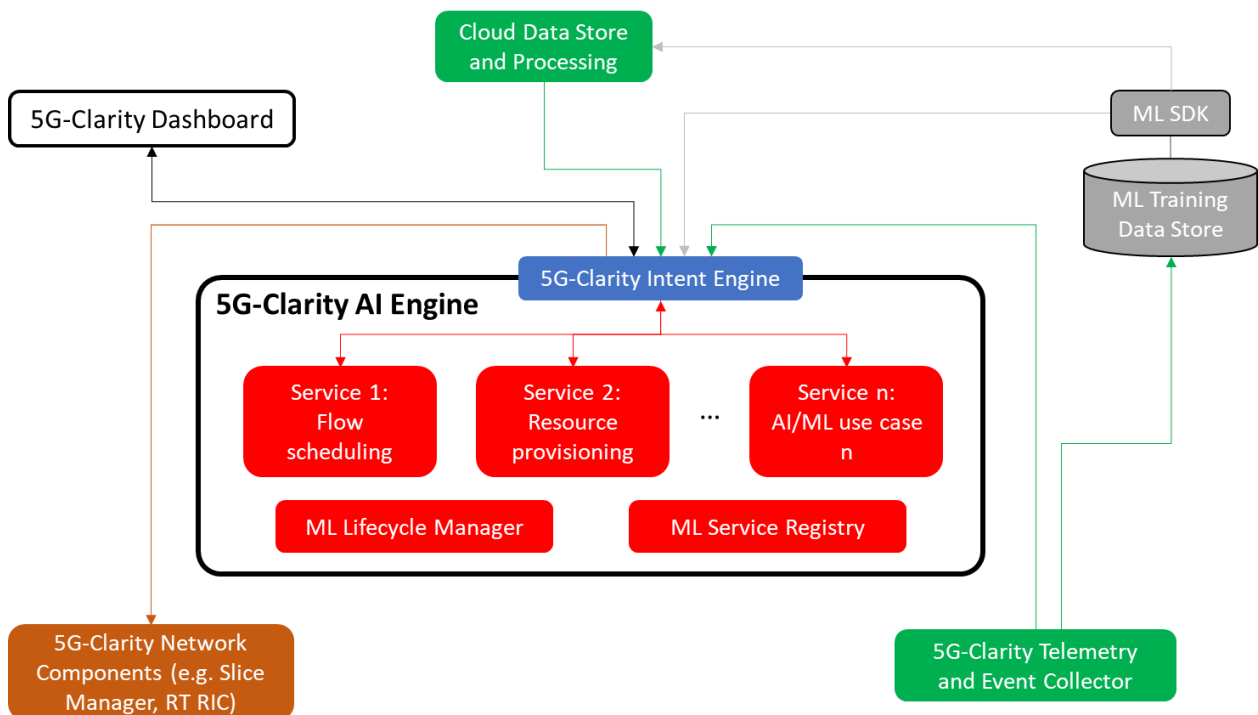 Cloud Data Store
and Processing
5G-Clarity Dashboard
ML SDK
ML Training
Data Store
5G-Clarity Intent Engine
5G-Clarity AI Engine
Service 1:
Flow
scheduling
Service 2:
Resource
provisioning
...
Service n:
AI/ML use case
n
ML Lifecycle Manager
ML Service Registry
5G-Clarity Network
Components (e.g. Slice
Manager, RT RIC)
5G-Clarity Telemetry
and Event Collector